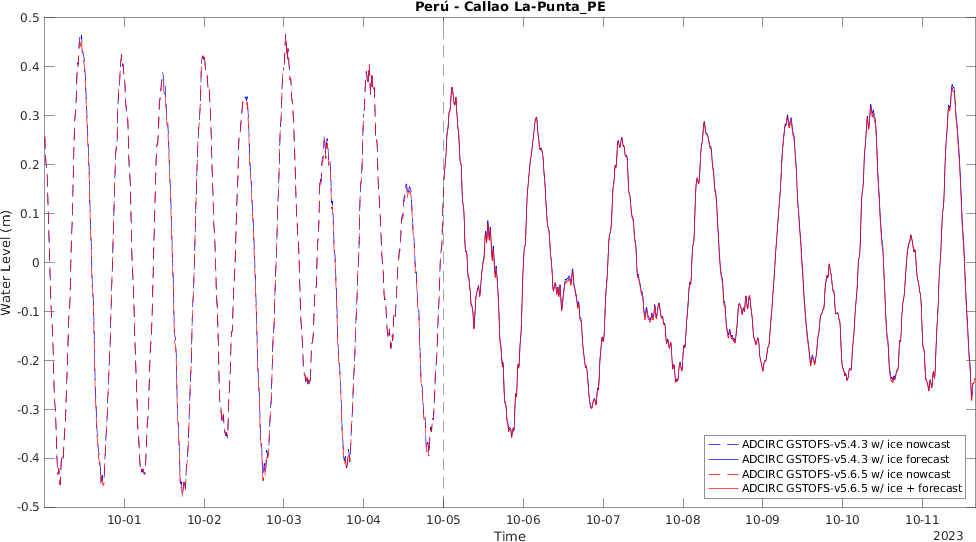 Perú - Callao La-Punta_PE
Water Level (m)
0.5
0.4
0.3
0.2
0.1
0
-0.1
-0.2
-0.3
-0.4
-0.5
ADCIRC GSTOFS-v5.4.3 w/ ice nowcast
ADCIRC GSTOFS-v5.4.3 w/ ice forecast
ADCIRC GSTOFS-v5.6.5 w/ ice nowcast
ADCIRC GSTOFS-v5.6.5 w/ ice + forecast
10-01 10-02 10-03 10-04 10-05 10-06 10-07 10-08 10-09 10-10 10-11
Time
2023